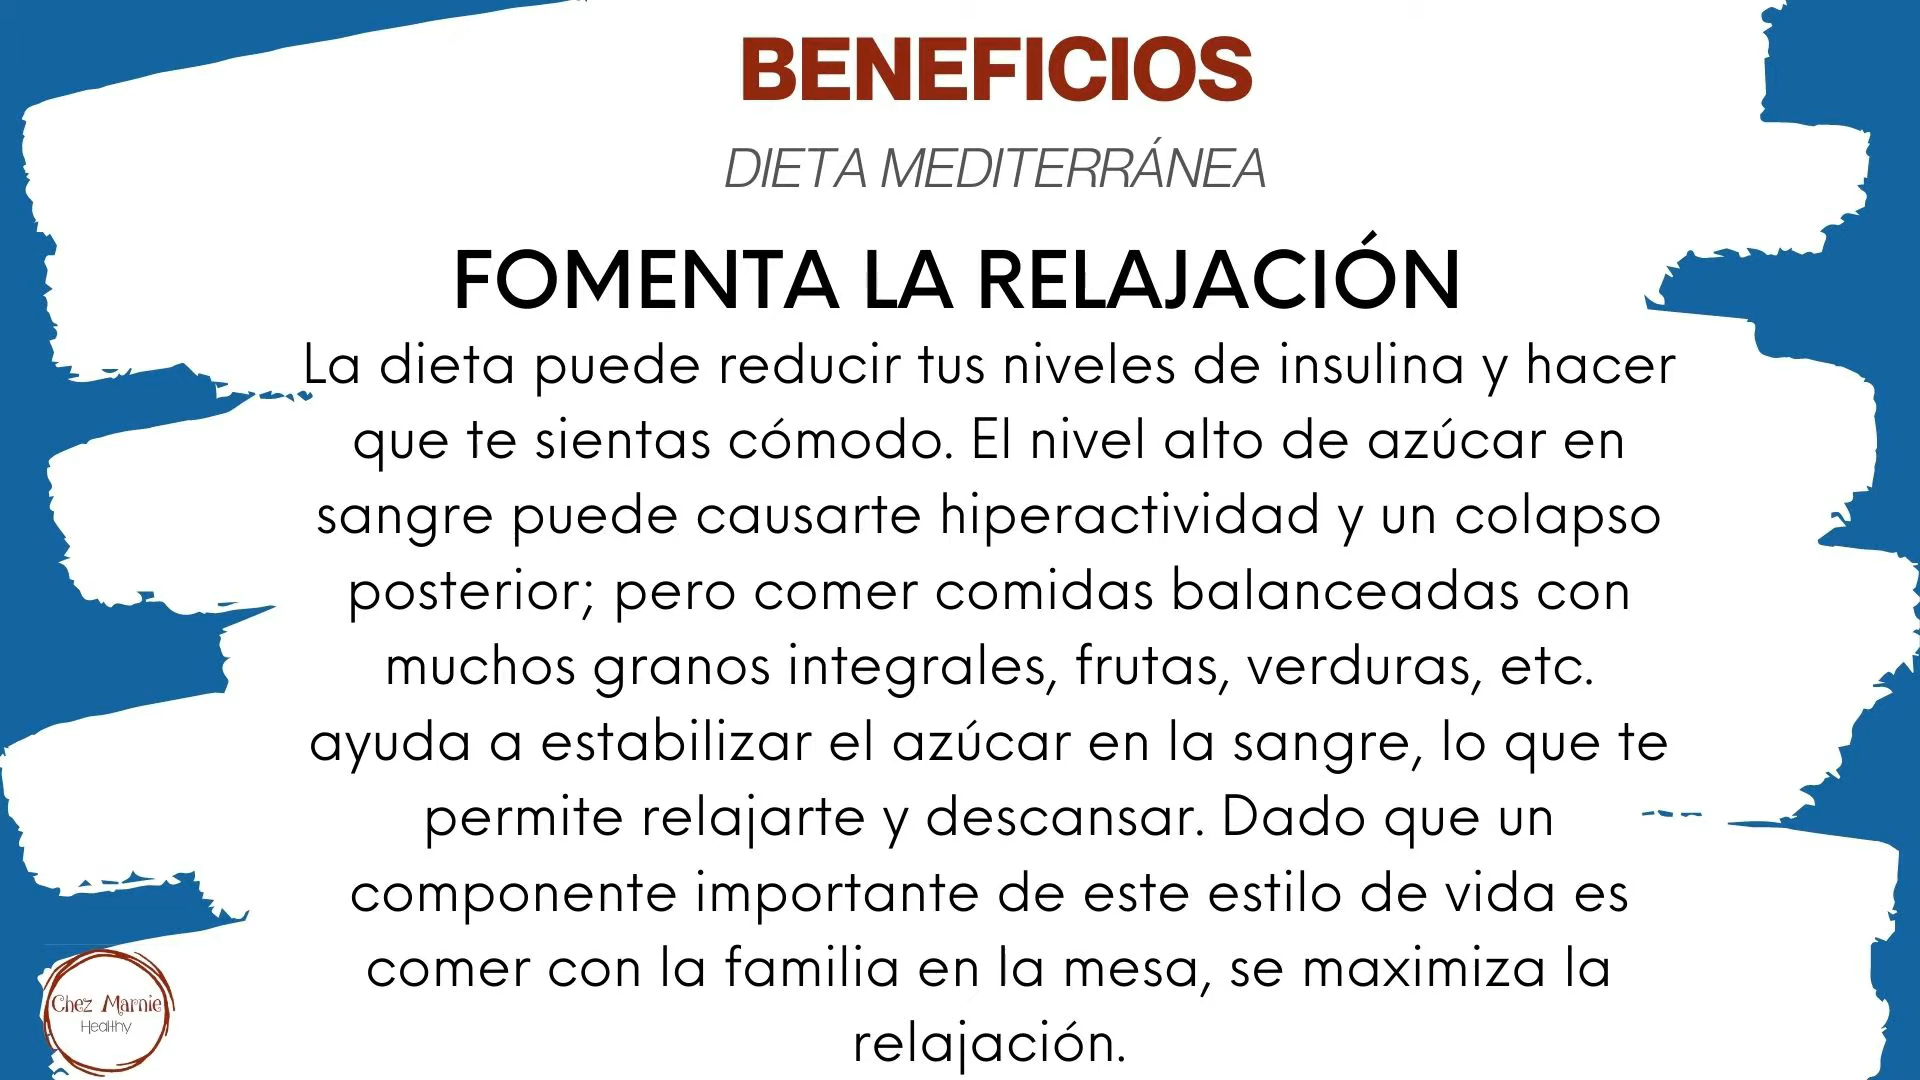 BENEFICIOS
DIETA MEDITERRÁNEA
FOMENTA LA RELAJACIÓN
La dieta puede reducir tus niveles de insulina y hacer
que te sientas cómodo. El nivel alto de azúcar en
sangre puede causarte hiperactividad y un colapso
posterior; pero comer comidas balanceadas con
muchos granos integrales, frutas, verduras, etc.
ayuda a estabilizar el azúcar en la sangre, lo que te
permite relajarte y descansar. Dado que un
componente importante de este estilo de vida es
comer con la familia en la mesa, se maximiza la
relajación.
Chez Marnie
Healthy